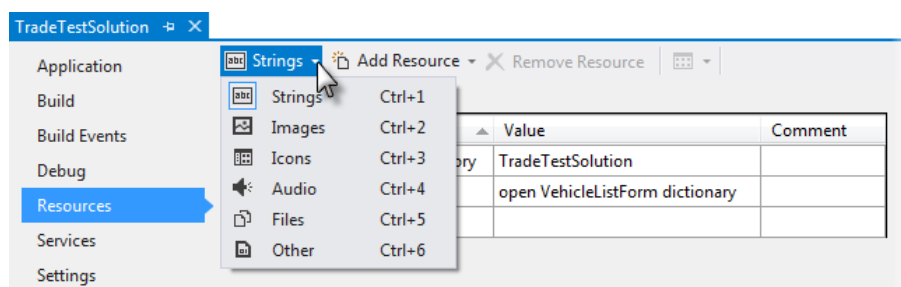 TradeTestSolution
Application
Build
Build Events
Debug
Resources
Services
Settings
abc Strings Add Resource Remove Resource
abc Strings Ctrl+1
Images Ctrl+2
Icons Ctrl+3
Audio Ctrl+4
Files Ctrl+5
Other Ctrl+6
Value Comment
ory TradeTestSolution
open VehicleListForm dictionary